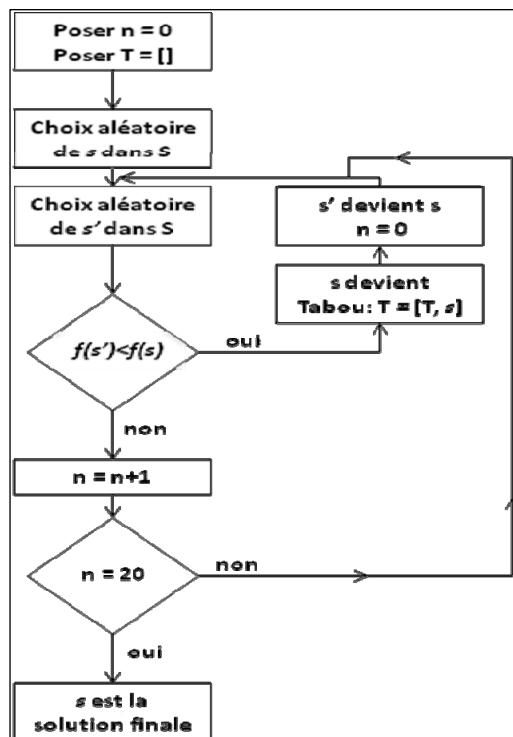 Poser n = 0
Poser T = []
Choix aléatoire
de s dans S
Choix aléatoire
de s' dans S
s' devient s
n = 0
s devient
Tabou: T = [T, s]
f(s')<f(s)
oui
non
n = n+1
n = 20
non
oui
s est la
solution finale